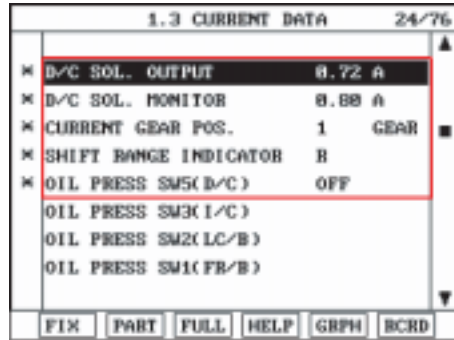 1.3 CURRENT DATA 24/76
* D/C SOL. OUTPUT 0.72 A
* D/C SOL. MONITOR 0.80 A
* CURRENT GEAR POS. 1 GEAR
* SHIFT RANGE INDICATOR R
* OIL PRESS SW5(D/C) OFF
OIL PRESS SW3(I/C)
OIL PRESS SW2(LC/B)
OIL PRESS SW1(FR/B)
FIX PART FULL HELP GRPH RCRD